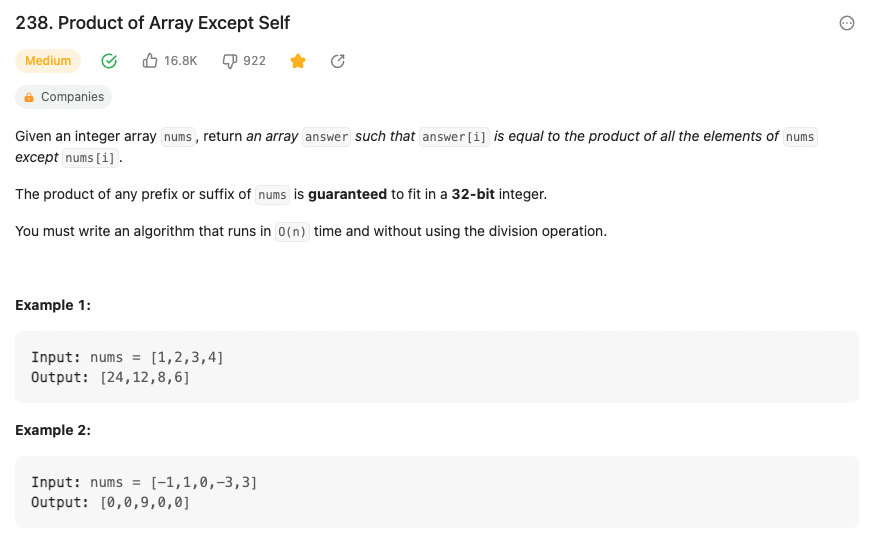 238. Product of Array Except Self
Medium 16.8K 922
Companies
Given an integer array nums, return an array answer such that answer[i] is equal to the product of all the elements of nums
except nums[i].
The product of any prefix or suffix of nums is guaranteed to fit in a 32-bit integer.
You must write an algorithm that runs in O(n) time and without using the division operation.
Example 1:
Input: nums = [1,2,3,4]
Output: [24,12,8,6]
Example 2:
Input: nums = [-1,1,0,-3,3]
Output: [0,0,9,0,0]